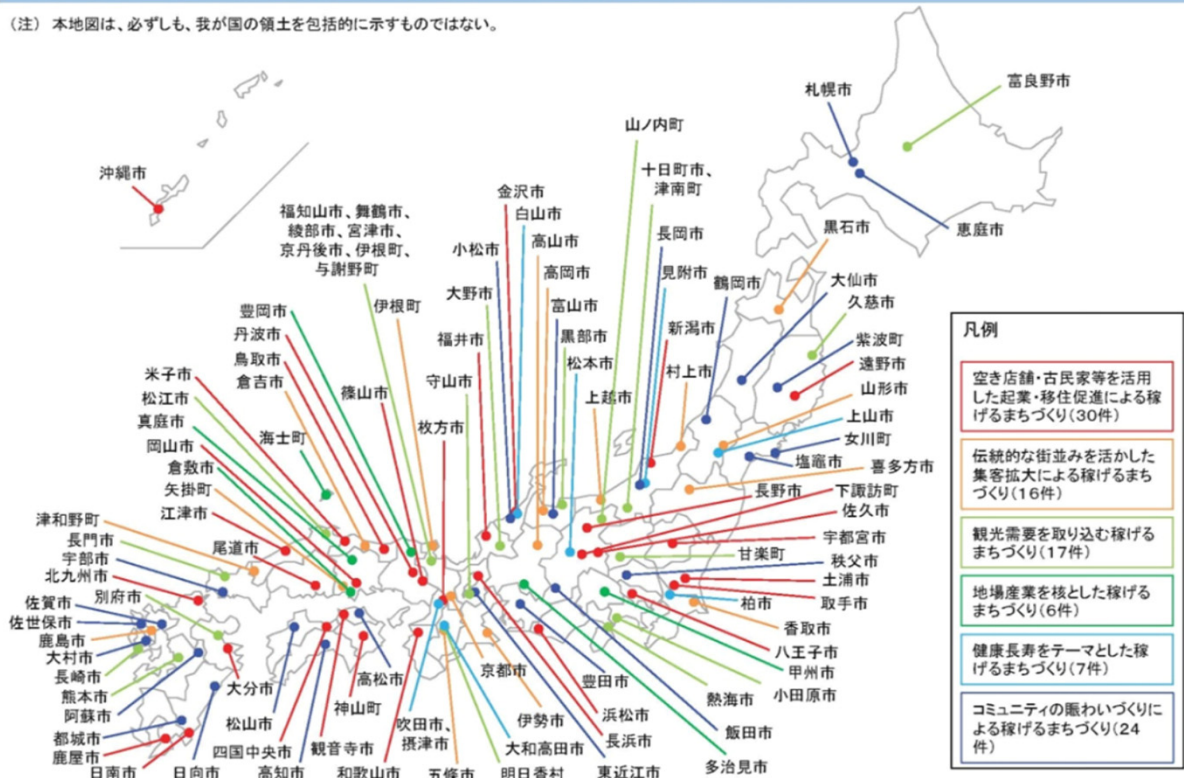 （注） 本地図は、必ずしも、我が国の領土を包括的に示すものではない。
札幌市
富良野市
恵庭市
沖縄市
山ノ内町
十日町市、
津南町
金沢市
白山市
福知山市、舞鶴市、
綾部市、宮津市、
京丹後市、伊根町、
与謝野町
小松市
高山市
長岡市
黒石市
高岡市
見附市
鶴岡市
大仙市
大野市
富山市
久慈市
豊岡市
伊根町
新潟市
紫波町
丹波市
福井市
黒部市
遠野市
鳥取市
松本市
村上市
山形市
米子市
倉吉市
篠山市
守山市
上越市
上山市
松江市
枚方市
女川町
真庭市
海士町
塩竈市
岡山市
喜多方市
倉敷市
長野市
下諏訪町
矢掛町
佐久市
江津市
津和野町
宇都宮市
長門市
尾道市
甘楽町
宇部市
秩父市
北九州市
土浦市
別府市
柏市
取手市
佐賀市
香取市
佐世保市
八王子市
鹿島市
甲州市
大村市
小田原市
長崎市
熱海市
熊本市
大分市
高松市
京都市
豊田市
阿蘇市
松山市
神山町
吹田市、
摂津市
伊勢市
浜松市
飯田市
都城市
四国中央市
観音寺市
大和高田市
長浜市
多治見市
鹿屋市
日南市
日向市
高知市
和歌山市
五條市
明日香村
東近江市
凡例
空き店舗・古民家等を活用
した起業・移住促進による稼
げるまちづくり（30件）
伝統的な街並みを活かした
集客拡大による稼げるまち
づくり（16件）
観光需要を取り込む稼げる
まちづくり（17件）
地場産業を核とした稼げる
まちづくり（6件）
健康長寿をテーマとした稼
げるまちづくり（7件）
コミュニティの賑わいづくり
による稼げるまちづくり（24
件）